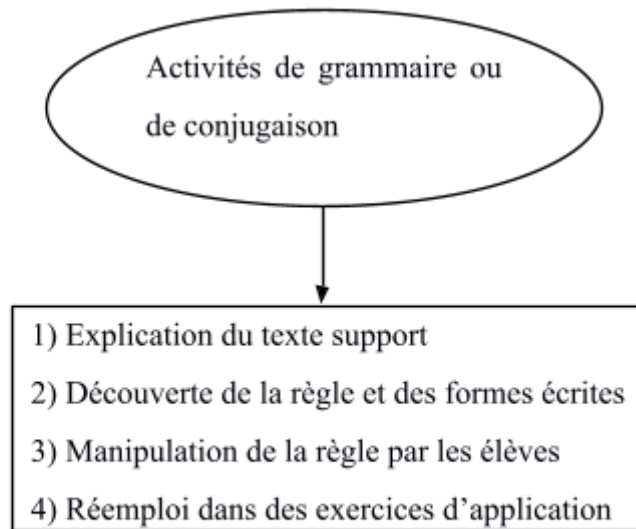 Activités de grammaire ou
de conjugaison
1) Explication du texte support
2) Découverte de la règle et des formes écrites
3) Manipulation de la règle par les élèves
4) Réemploi dans des exercices d’application